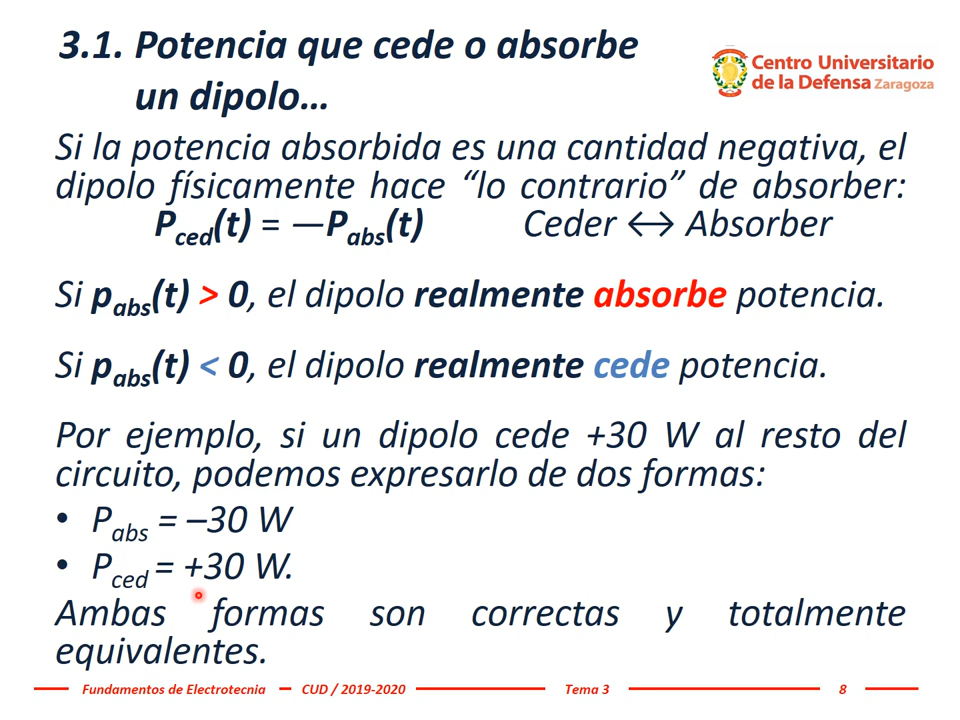 3.1. Potencia que cede o absorbe
un dipolo...
Centro Universitario
de la Defensa Zaragoza
Si la potencia absorbida es una cantidad negativa, el
dipolo físicamente hace “lo contrario” de absorber:
Pced(t) = —Pabs(t) Ceder ↔ Absorber
Si pabs(t) > 0, el dipolo realmente absorbe potencia.
Si pabs(t) < 0, el dipolo realmente cede potencia.
Por ejemplo, si un dipolo cede +30 W al resto del
circuito, podemos expresarlo de dos formas:
• Pabs = –30 W
• Pced = +30 W.
Ambas formas son correctas y totalmente
equivalentes.
Fundamentos de Electrotecnia — CUD / 2019-2020 Tema 3 8